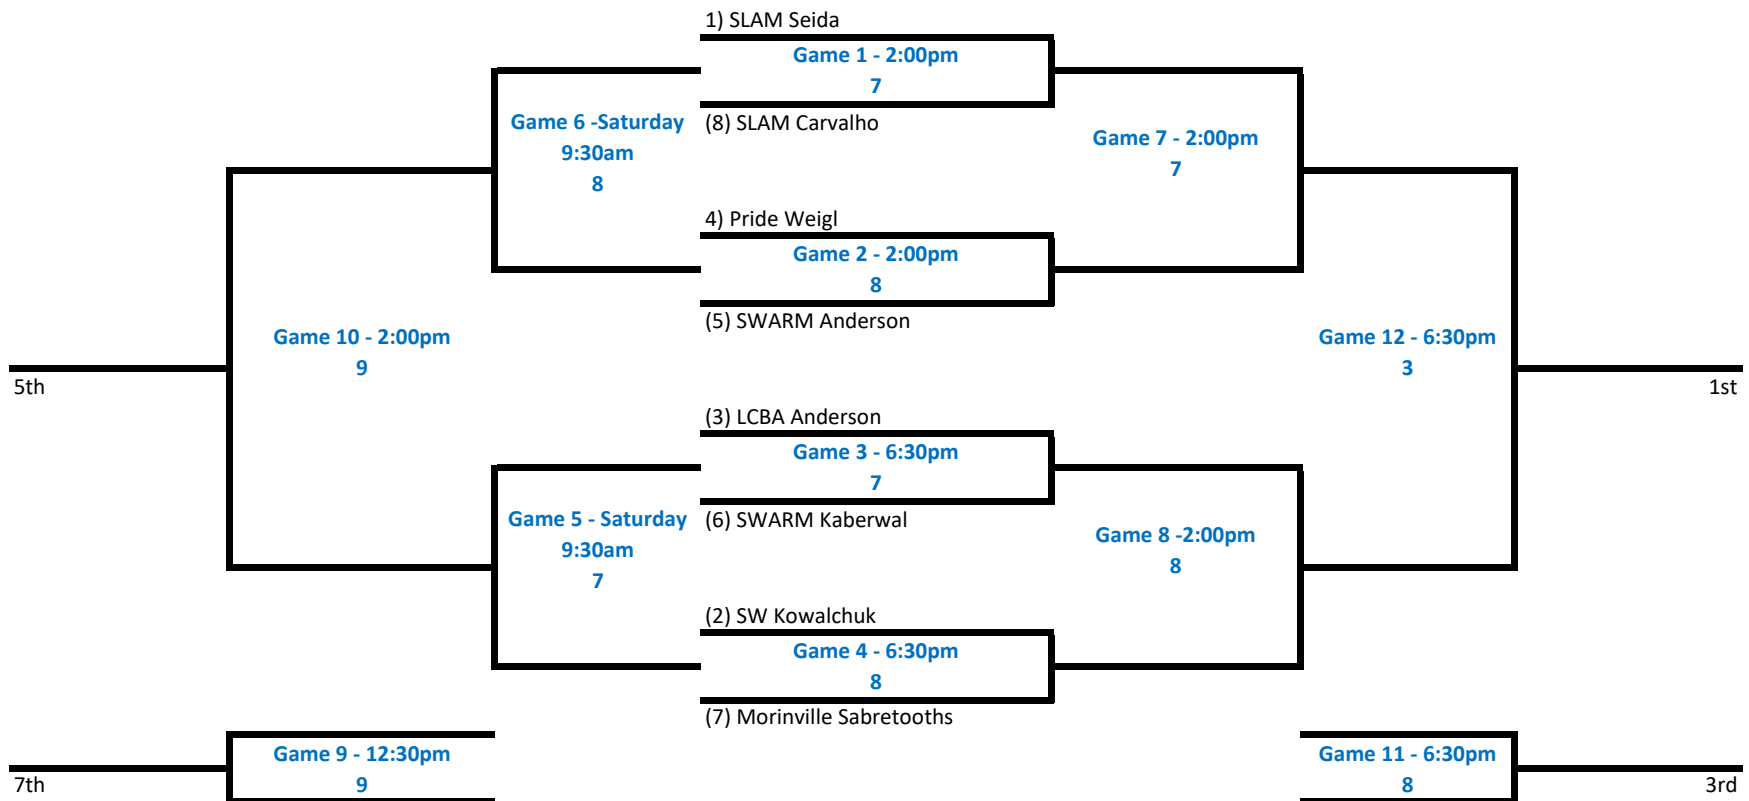 1) SLAM Seida
Game 1 - 2:00pm
7
(8) SLAM Carvalho
Game 6 -Saturday
9:30am
8
Game 7 - 2:00pm
7
4) Pride Weigl
Game 2 - 2:00pm
8
(5) SWARM Anderson
Game 10 - 2:00pm
9
5th
Game 12 - 6:30pm
3
1st
(3) LCBA Anderson
Game 3 - 6:30pm
7
(6) SWARM Kaberwal
Game 5 - Saturday
9:30am
7
Game 8 -2:00pm
8
(2) SW Kowalchuk
Game 4 - 6:30pm
8
(7) Morinville Sabretooths
Game 9 - 12:30pm
9
7th
Game 11 - 6:30pm
8
3rd